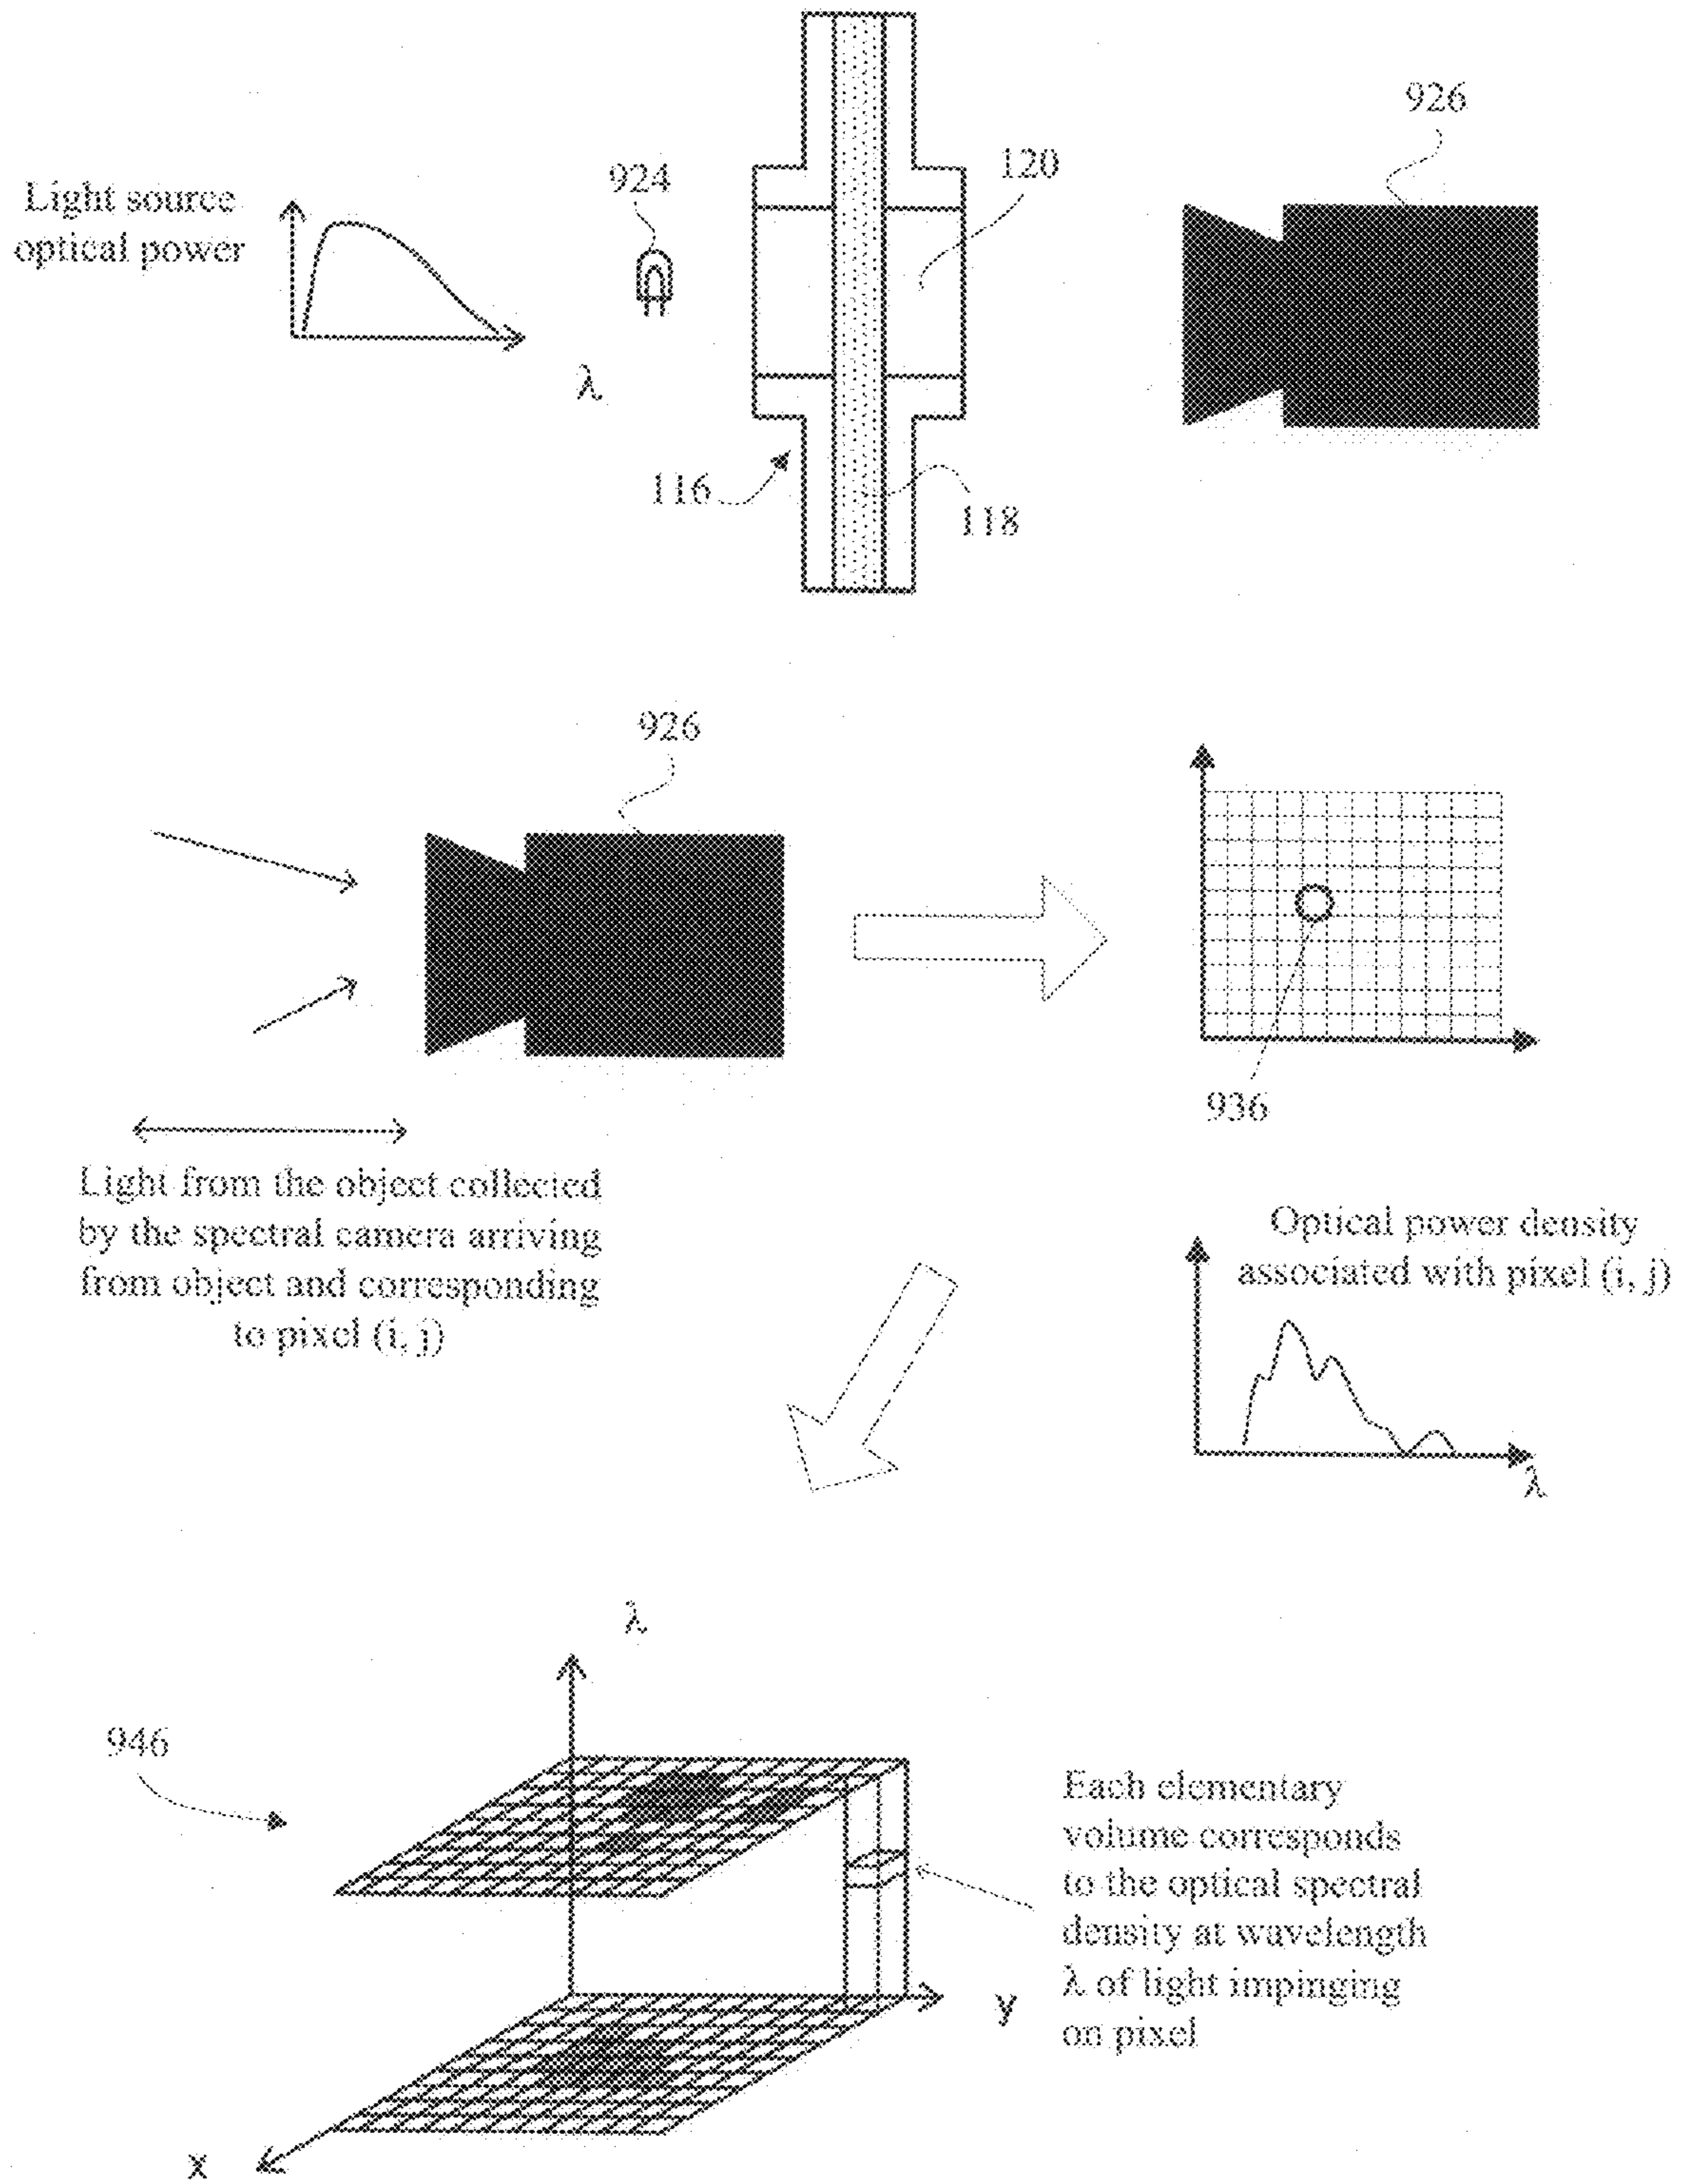 926
120
924
Light source
optical power
λ
116
118
926
936
Light from the object collected
by the spectral camera arriving
from object and corresponding
to pixel (i, j)
Optical power density
associated with pixel (i, j)
λ
λ
946
Each elementary
volume corresponds
to the optical spectral
density at wavelength
λ of light impinging
on pixel
y
x